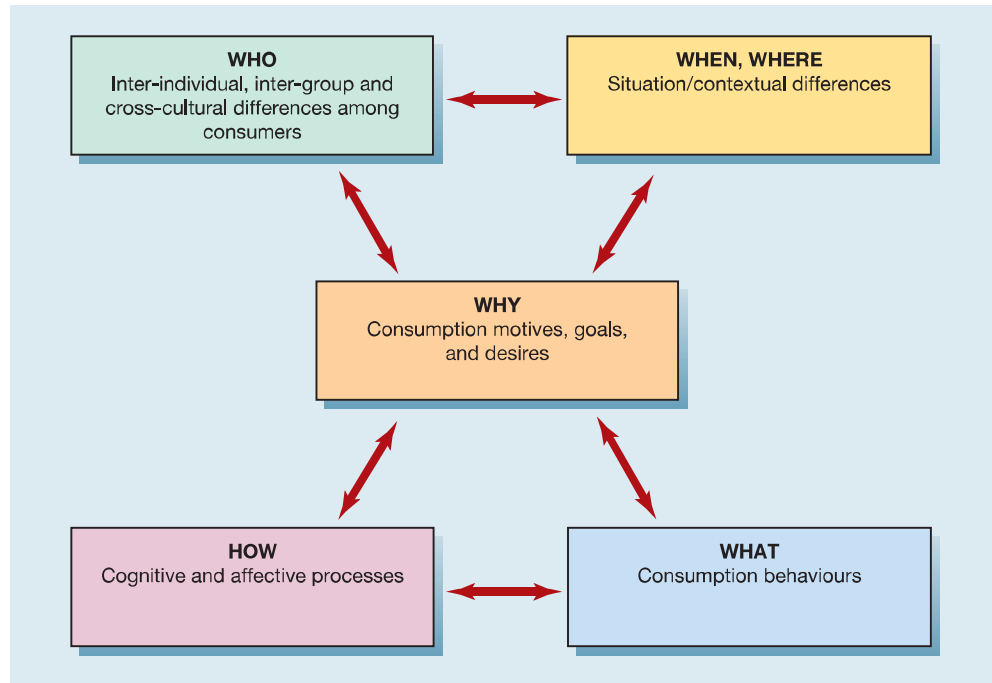 WHO
Inter-individual, inter-group and
cross-cultural differences among
consumers
WHEN, WHERE
Situation/contextual differences
WHY
Consumption motives, goals,
and desires
HOW
Cognitive and affective processes
WHAT
Consumption behaviours